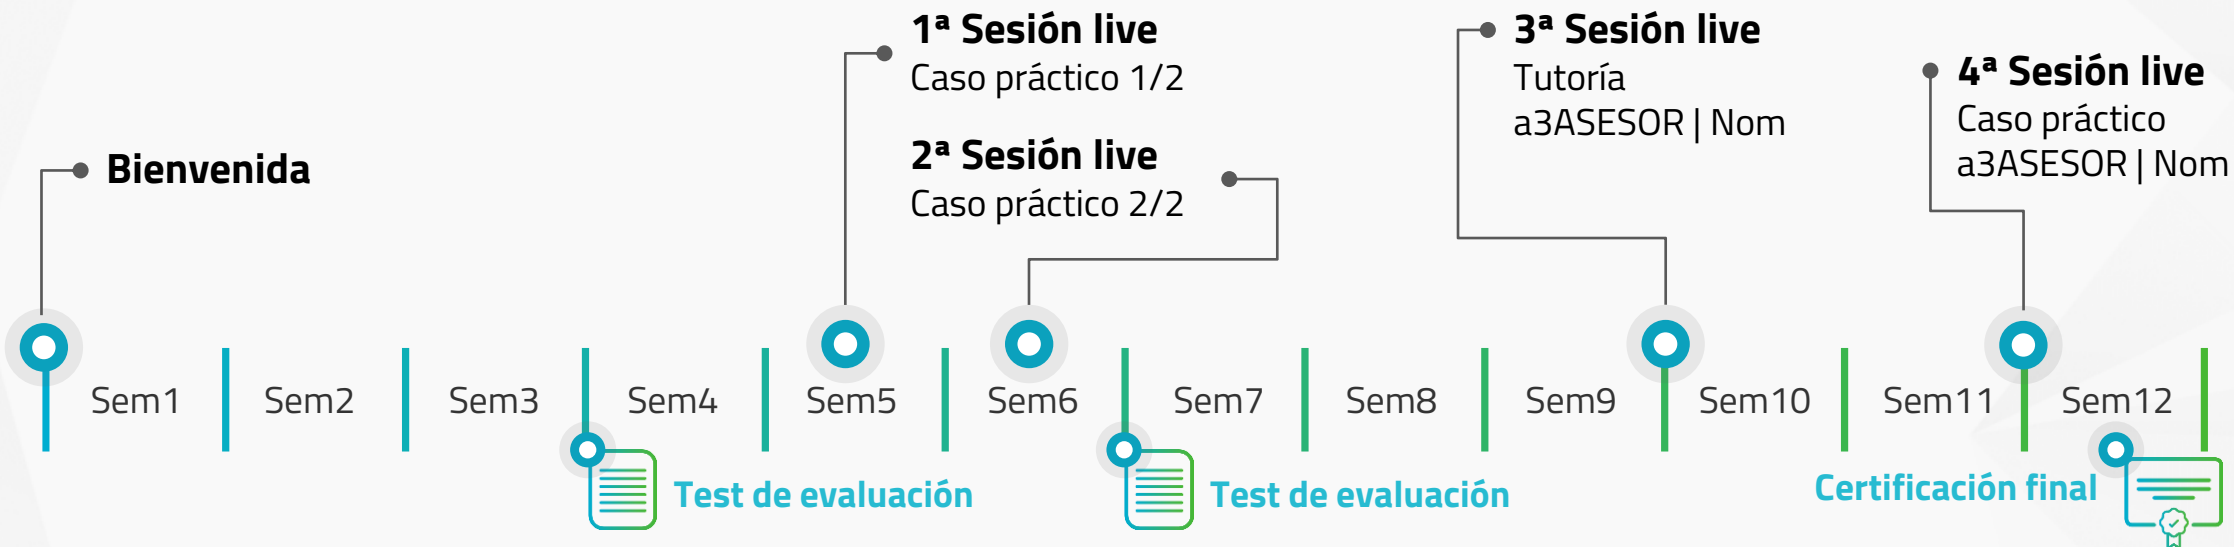 1ª Sesión live
Caso práctico 1/2
2ª Sesión live
Caso práctico 2/2
3ª Sesión live
Tutoría
a3ASESOR | Nom
4ª Sesión live
Caso práctico
a3ASESOR | Nom
Bienvenida
Sem1
Sem2
Sem3
Sem4
Sem5
Sem6
Sem7
Sem8
Sem9
Sem10
Sem11
Sem12
Test de evaluación
Test de evaluación
Certificación final